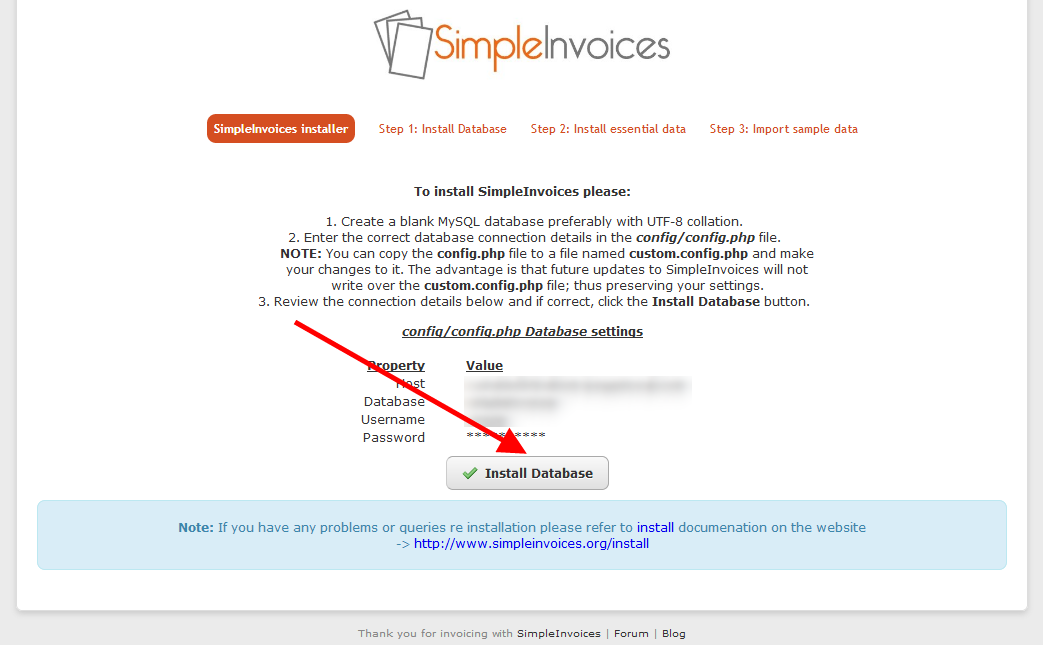 SimpleInvoices
SimpleInvoices installer Step 1: Install Database Step 2: Install essential data Step 3: Import sample data
To install SimpleInvoices please:
1. Create a blank MySQL database preferably with UTF-8 collation.
2. Enter the correct database connection details in the config/config.php file.
NOTE: You can copy the config.php file to a file named custom.config.php and make
your changes to it. The advantage is that future updates to SimpleInvoices will not
write over the custom.config.php file; thus preserving your settings.
3. Review the connection details below and if correct, click the Install Database button.
config/config.php Database settings
Property Value
Host
Database
Username
Password **********
Install Database
Note: If you have any problems or queries re installation please refer to install documenation on the website
-> http://www.simpleinvoices.org/install
Thank you for invoicing with SimpleInvoices | Forum | Blog